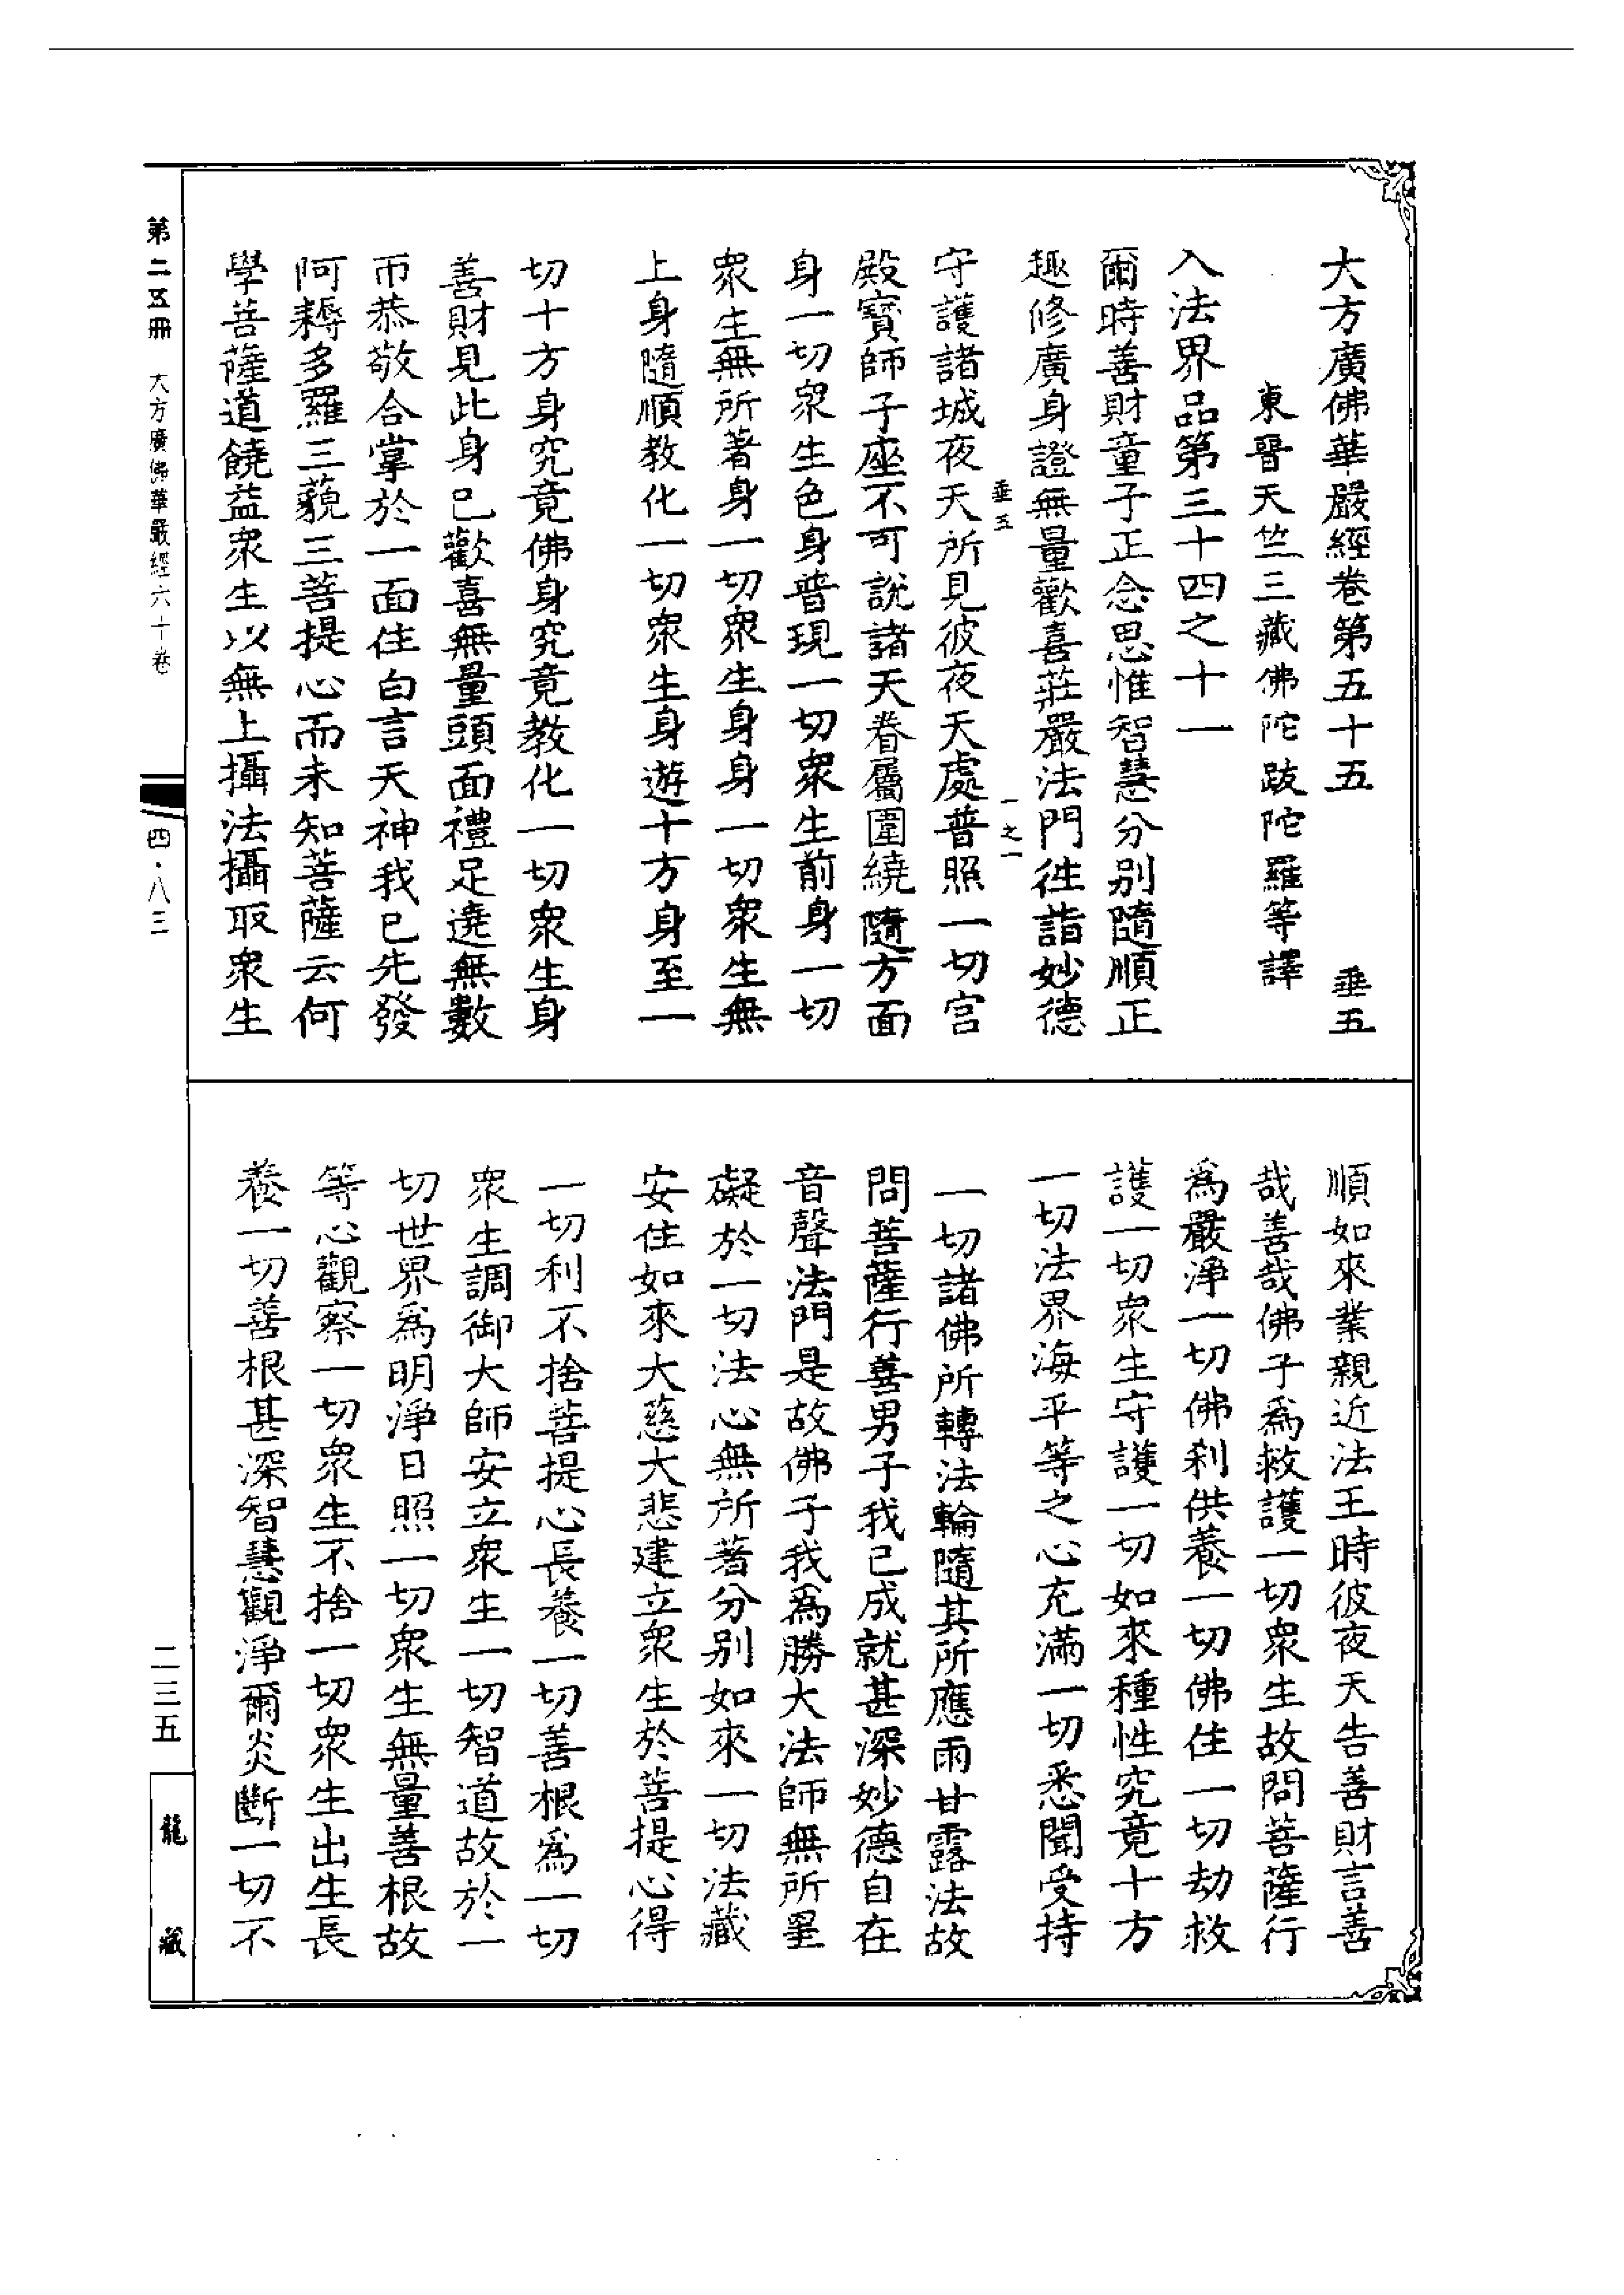 大方廣佛華嚴經卷第五十五　垂五
東晉天竺三藏佛陀跋陀羅等譯
入法界品第三十四之十一
爾時善財童子正念思惟智慧分別隨順正
趣修廣身證無量歡喜莊嚴法門徃詣妙德
垂五　一之一
守護諸城夜天所見彼夜天處普照一切宮
殿寶師子座不可說諸天眷屬圍繞隨方面
身一切衆生色身普現一切衆生前身一切
衆生無所著身一切衆生身身一切衆生無
上身隨順教化一切衆生身遊十方身至一
切十方身究竟佛身究竟教化一切衆生身
善財見此身已歡喜無量頭面禮足遶無數
帀恭敬合掌於一面住白言天神我已先發
阿耨多羅三藐三菩提心而未知菩薩云何
學菩薩道饒益衆生以無上攝法攝取衆生
順如來業親近法王時彼夜天告善財言善
哉善哉佛子爲救護一切衆生故問菩薩行
爲嚴淨一切佛刹供養一切佛住一切劫救
護一切衆生守護一切如來種性究竟十方
一切法界海平等之心充滿一切悉聞受持
一切諸佛所轉法輪隨其所應雨甘露法故
問菩薩行善男子我已成就甚深妙德自在
音聲法門是故佛子我爲勝大法師無所罣
礙於一切法心無所著分別如來一切法藏
安住如來大慈大悲建立衆生於菩提心得
一切利不捨菩提心長養一切善根爲一切
衆生調御大師安立衆生一切智道故於一
切世界爲明淨日照一切衆生無量善根故
等心觀察一切衆生不捨一切衆生出生長
養一切善根甚深智慧觀淨爾炎斷一切不
第二五冊　大方廣佛華嚴經六十卷　四·八三　二三五　龍藏